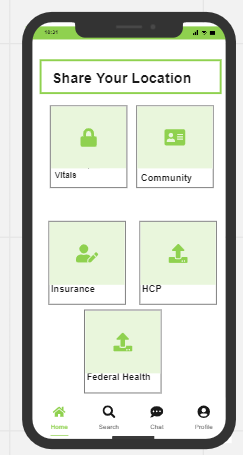 10:21
Share Your Location
Vitals
Community
Insurance
HCP
Federal Health
Home
Search
Chat
Profile